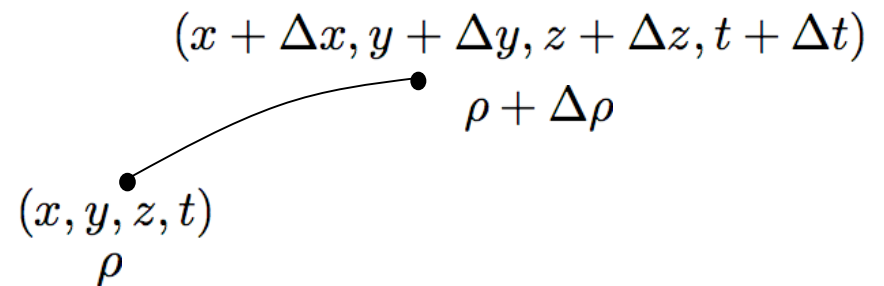 (x + Δx, y + Δy, z + Δz, t + Δt)
ρ + Δρ
(x, y, z, t)
ρ